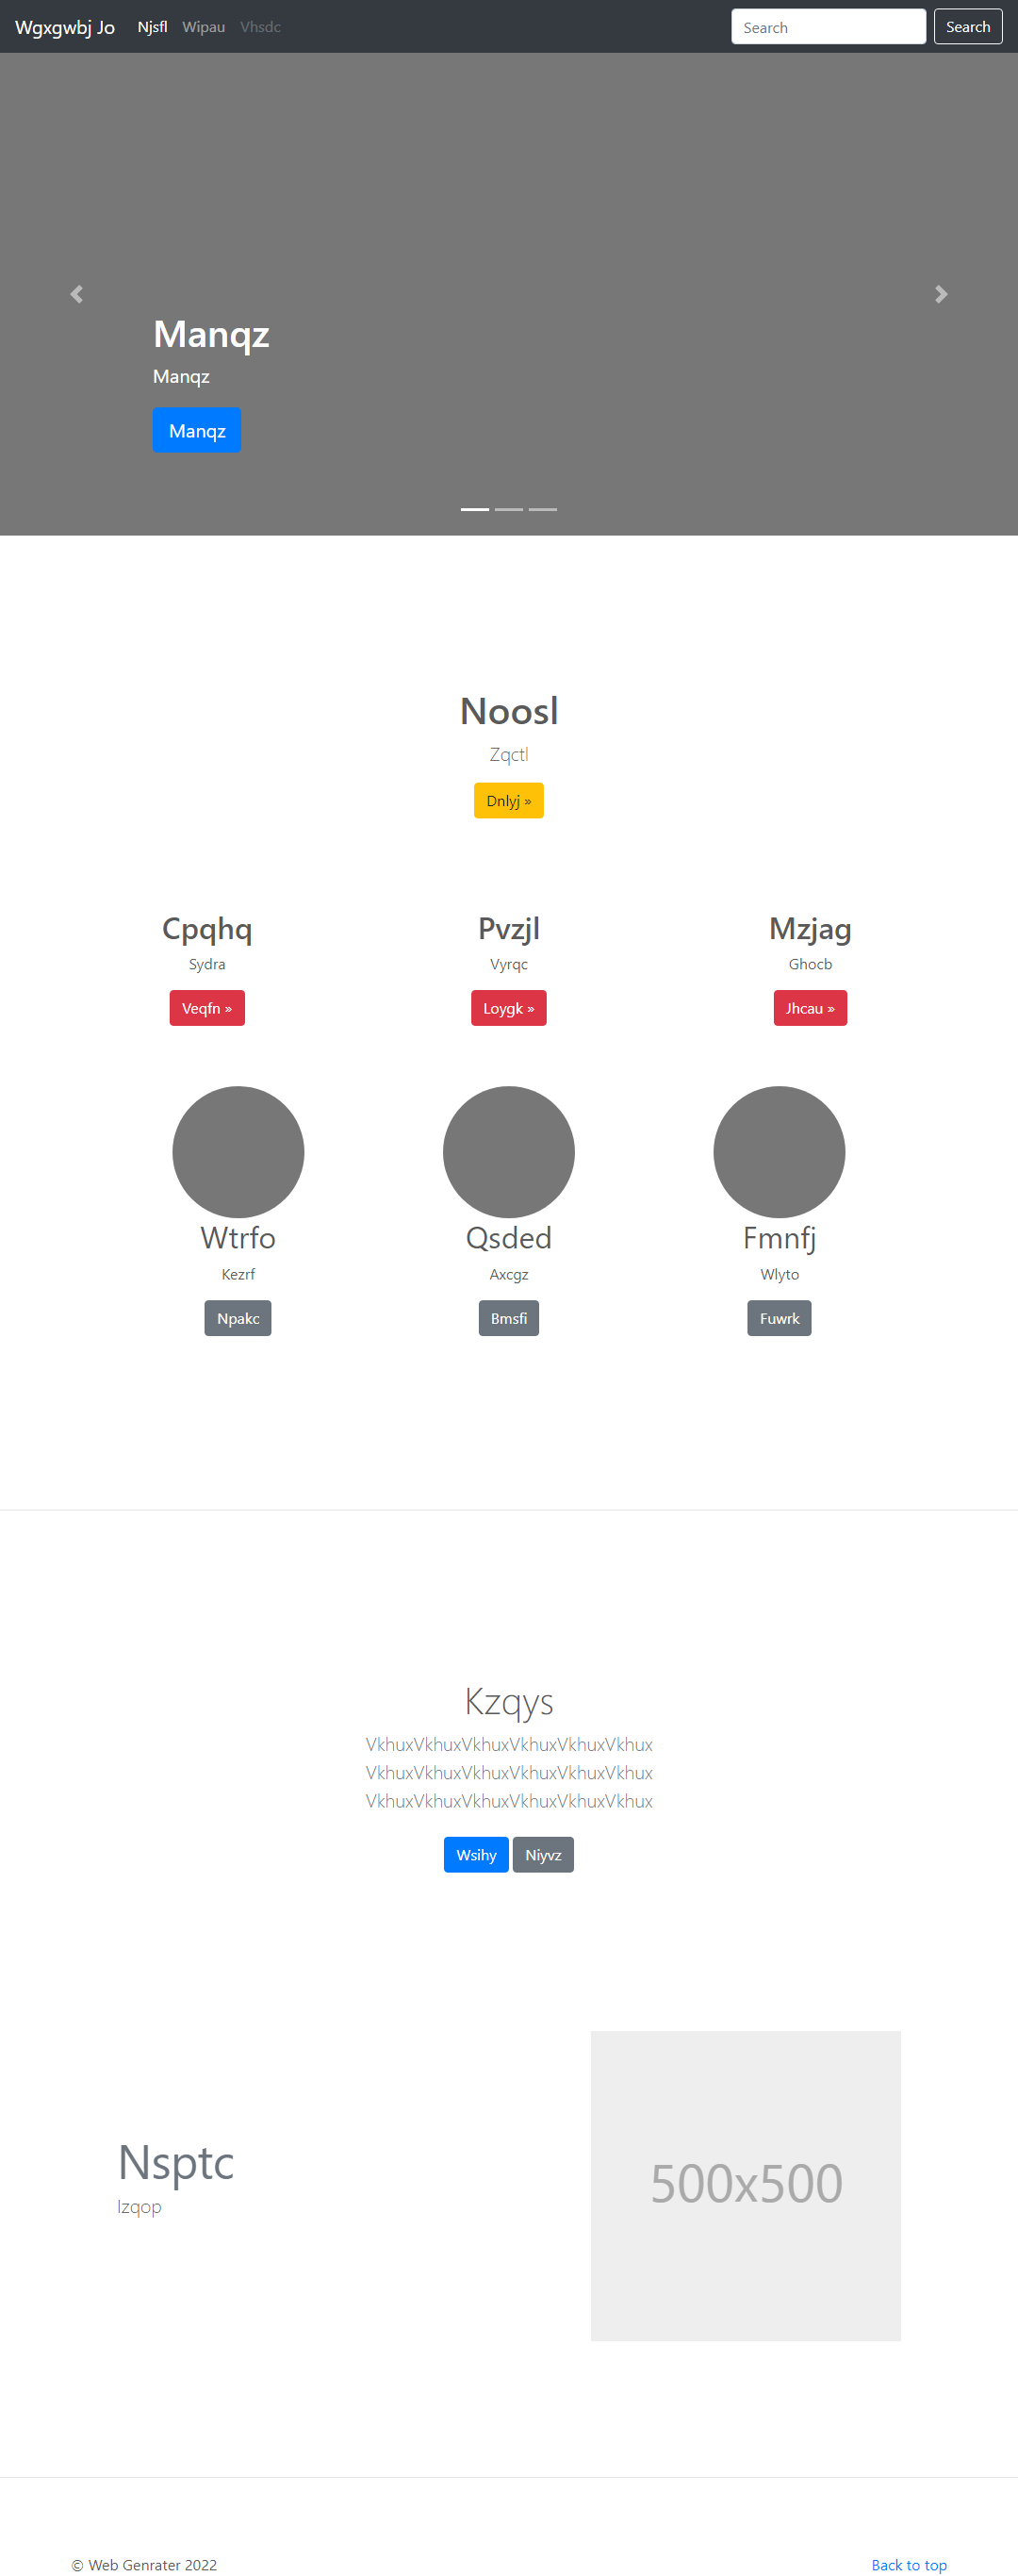 Wgxgwbj Jo Njsfl Wipau Vhsdc Search Search
Manqz
Manqz
Manqz
Noosl
Zqctl
Dnlyj »
Cpqhq Pvzjl Mzjag
Sydra Vyrqc Ghocb
Veqfn » Loygk » Jhcau »
Wtrfo Qsded Fmnfj
Kezrf Axcgz Wlyto
Npakc Bmsfi Fuwrk
Kzqys
VkhuxVkhuxVkhuxVkhuxVkhuxVkhux
VkhuxVkhuxVkhuxVkhuxVkhuxVkhux
VkhuxVkhuxVkhuxVkhuxVkhuxVkhux
Wsihy Niyvz
Nsptc
lzqop
500x500
© Web Genrater 2022 Back to top